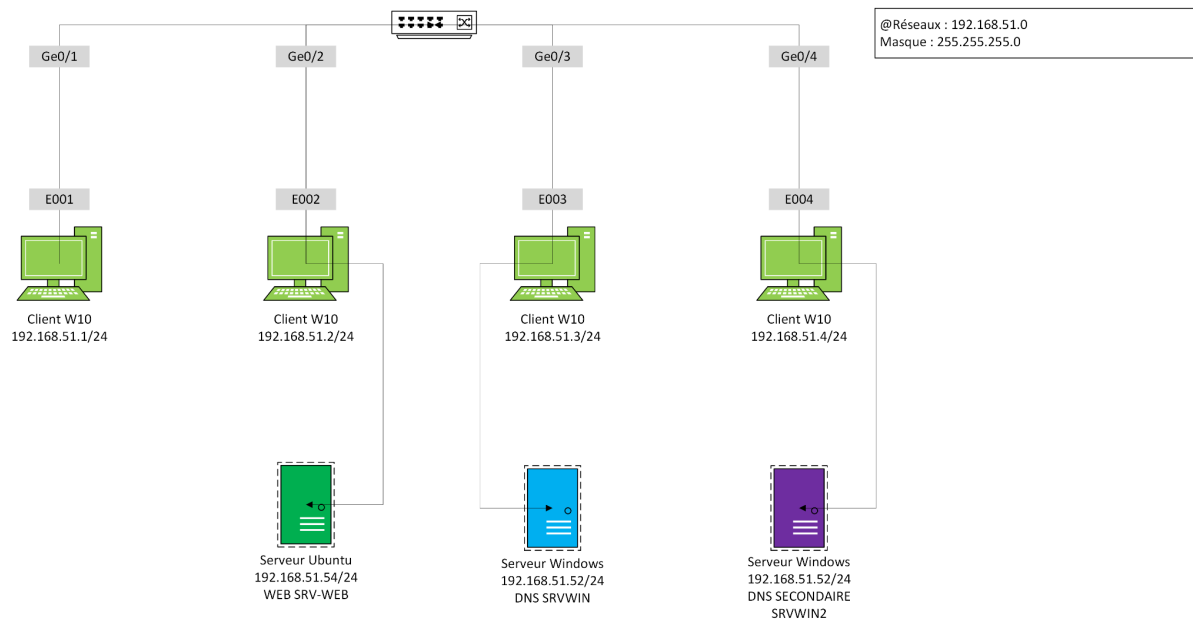 @Réseaux : 192.168.51.0
Masque : 255.255.255.0
Ge0/1
Ge0/2
Ge0/3
Ge0/4
E001
E002
E003
E004
Client W10
192.168.51.1/24
Client W10
192.168.51.2/24
Client W10
192.168.51.3/24
Client W10
192.168.51.4/24
Serveur Ubuntu
192.168.51.54/24
WEB SRV-WEB
Serveur Windows
192.168.51.52/24
DNS SRVWIN
Serveur Windows
192.168.51.52/24
DNS SECONDAIRE
SRVWIN2